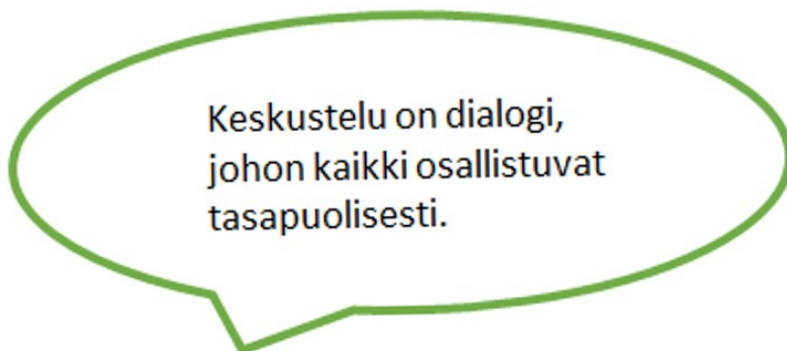 Keskustelu on dialogi,
johon kaikki osallistuvat
tasapuolisesti.